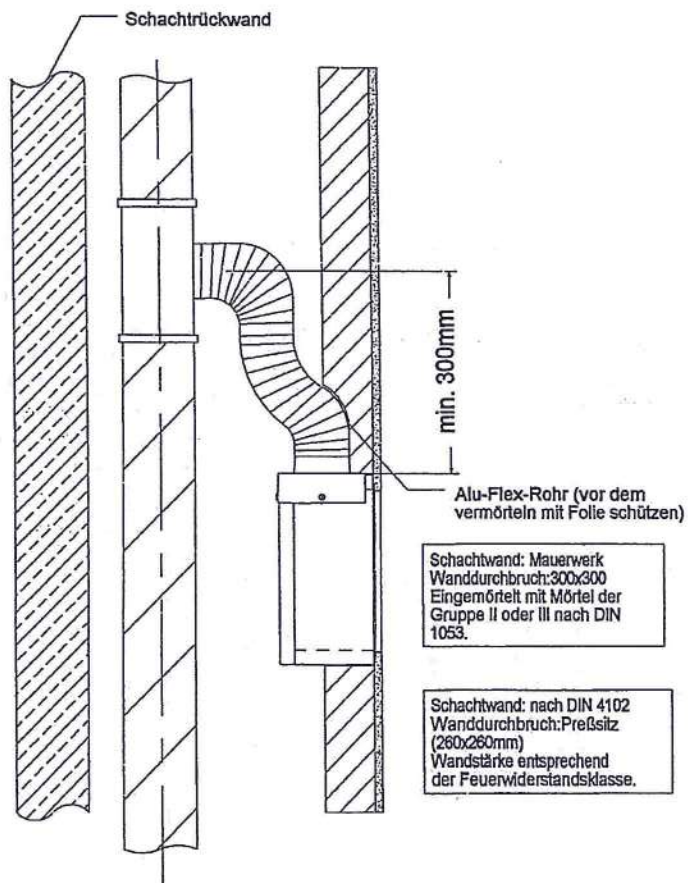 Schachtrückwand
min. 300mm
Alu-Flex-Rohr (vor dem
vermörteln mit Folie schützen)
Schachtwand: Mauerwerk
Wanddurchbruch:300x300
Eingemörtelt mit Mörtel der
Gruppe II oder III nach DIN
1053.
Schachtwand: nach DIN 4102
Wanddurchbruch:Preßsitz
(260x260mm)
Wandstärke entsprechend
der Feuerwiderstandsklasse.